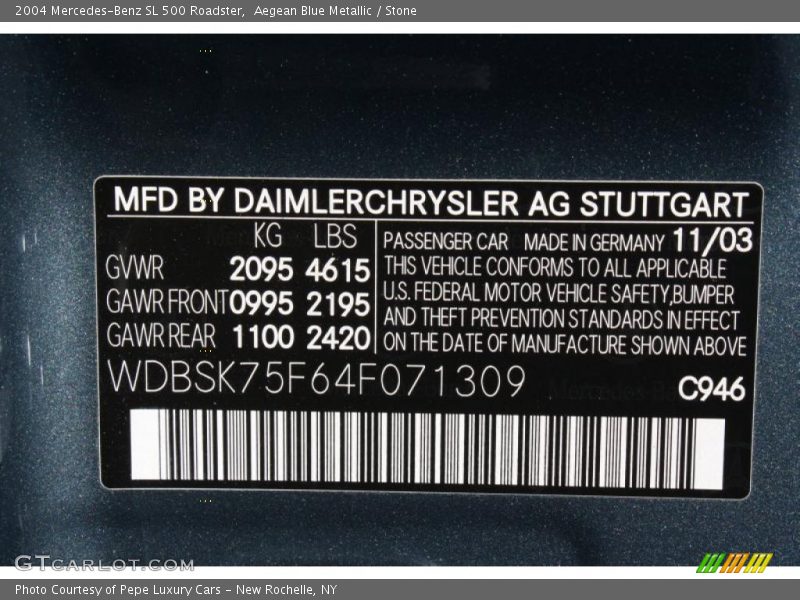 2004 Mercedes-Benz SL 500 Roadster,  Aegean Blue Metallic / Stone
MFD BY DAIMLERCHRYSLER AG STUTTGART
KG LBS
GVWR 2095 4615
GAWR FRONT 0995 2195
GAWR REAR 1100 2420
PASSENGER CAR MADE IN GERMANY 11/03
THIS VEHICLE CONFORMS TO ALL APPLICABLE
U.S. FEDERAL MOTOR VEHICLE SAFETY, BUMPER
AND THEFT PREVENTION STANDARDS IN EFFECT
ON THE DATE OF MANUFACTURE SHOWN ABOVE
WDBSK75F64F071309
C946
GTCARLOT.COM
Photo Courtesy of Pepe Luxury Cars - New Rochelle, NY